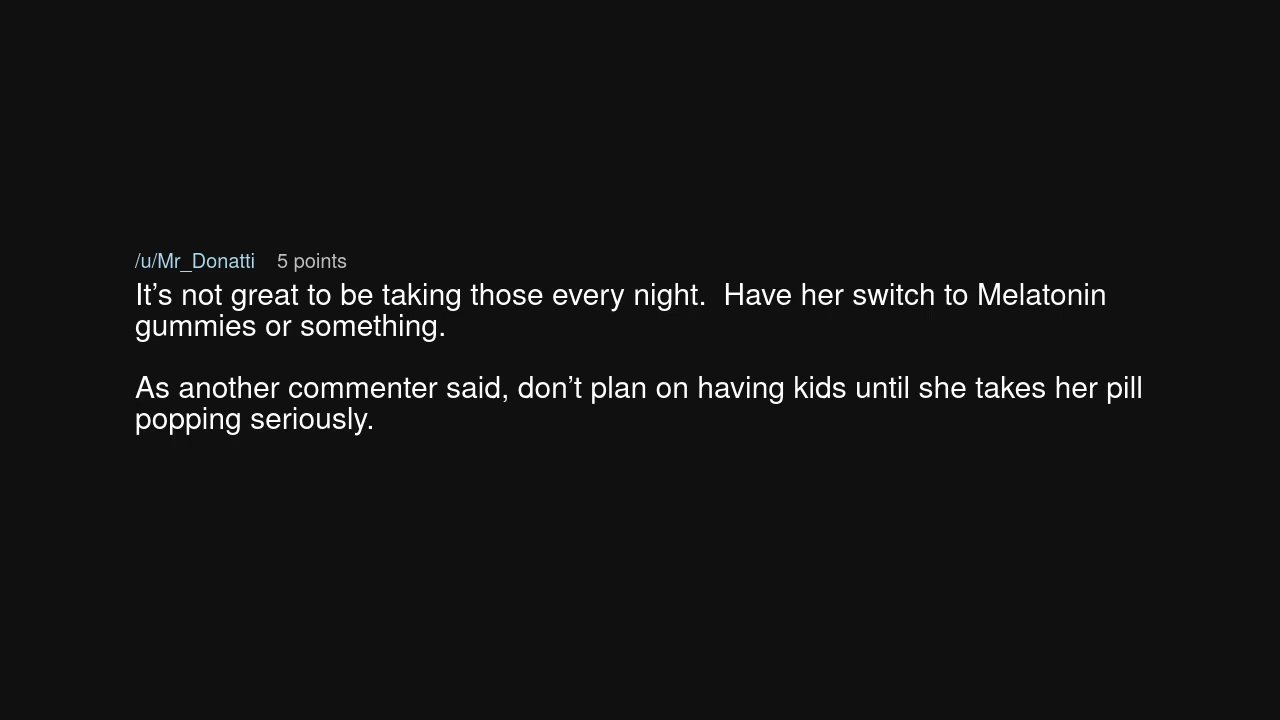 /u/Mr_Donatti 5 points
It’s not great to be taking those every night.  Have her switch to Melatonin
gummies or something.
As another commenter said, don’t plan on having kids until she takes her pill
popping seriously.